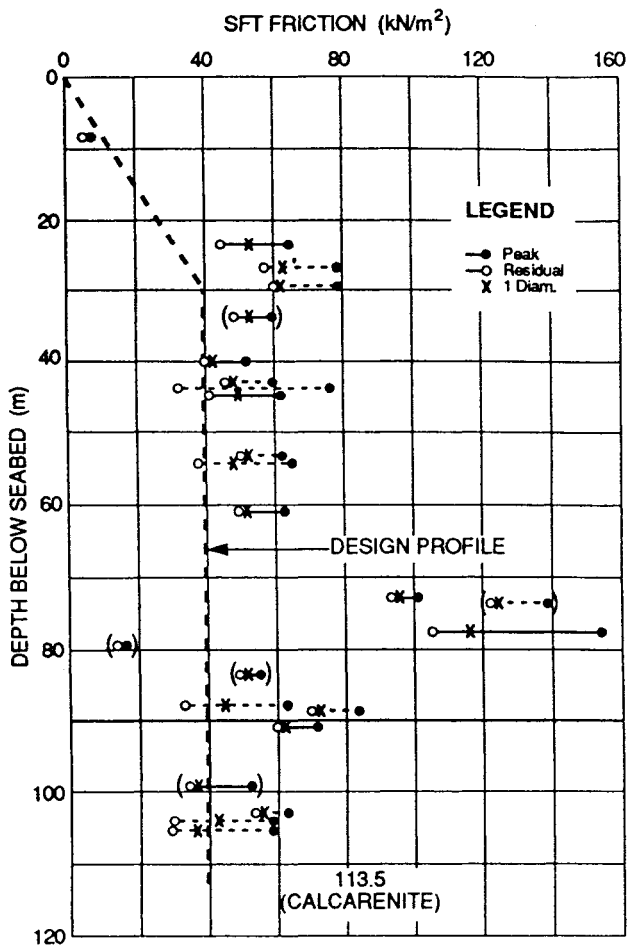 SFT FRICTION (kN/m²)
0 40 80 120 160
0
20
40
60
80
100
120
DEPTH BELOW SEABED (m)
LEGEND
Peak
Residual
1 Diam.
DESIGN PROFILE
113.5
(CALCARENITE)